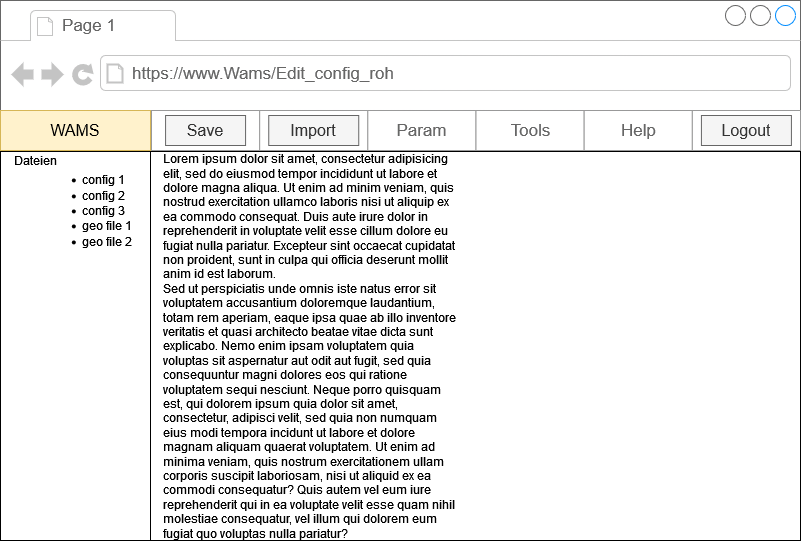 Page 1
https://www.Wams/Edit_config_roh
WAMS Save Import Param Tools Help Logout
Dateien
config 1
config 2
config 3
geo file 1
geo file 2
Lorem ipsum dolor sit amet, consectetur adipisicing
elit, sed do eiusmod tempor incididunt ut labore et
dolore magna aliqua. Ut enim ad minim veniam, quis
nostrud exercitation ullamco laboris nisi ut aliquip ex
ea commodo consequat. Duis aute irure dolor in
reprehenderit in voluptate velit esse cillum dolore eu
fugiat nulla pariatur. Excepteur sint occaecat cupidatat
non proident, sunt in culpa qui officia deserunt mollit
anim id est laborum.
Sed ut perspiciatis unde omnis iste natus error sit
voluptatem accusantium doloremque laudantium,
totam rem aperiam, eaque ipsa quae ab illo inventore
veritatis et quasi architecto beatae vitae dicta sunt
explicabo. Nemo enim ipsam voluptatem quia
voluptas sit aspernatur aut odit aut fugit, sed quia
consequuntur magni dolores eos qui ratione
voluptatem sequi nesciunt. Neque porro quisquam
est, qui dolorem ipsum quia dolor sit amet,
consectetur, adipisci velit, sed quia non numquam
eius modi tempora incidunt ut labore et dolore
magnam aliquam quaerat voluptatem. Ut enim ad
minima veniam, quis nostrum exercitationem ullam
corporis suscipit laboriosam, nisi ut aliquid ex ea
commodi consequatur? Quis autem vel eum iure
reprehenderit qui in ea voluptate velit esse quam nihil
molestiae consequatur, vel illum qui dolorem eum
fugiat quo voluptas nulla pariatur?